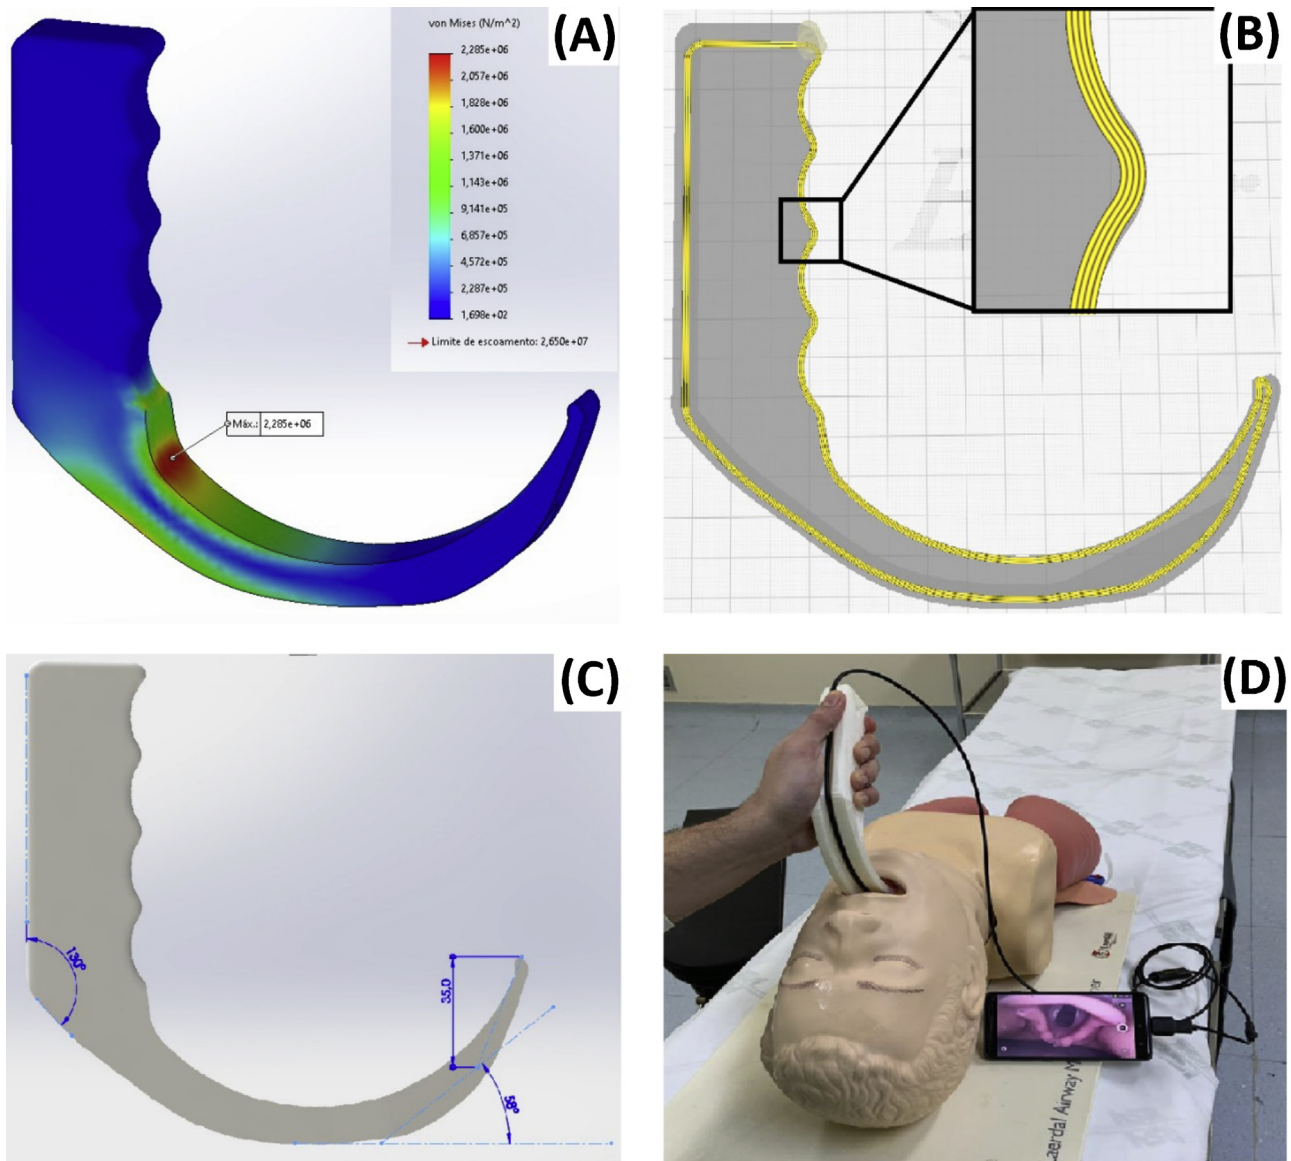 (A)
von Mises (N/m^2)
2,285e+06
2,057e+06
1,828e+06
1,600e+06
1,371e+06
1,143e+06
9,141e+05
6,857e+05
4,572e+05
2,287e+05
1,698e+02
Limite de escoamento: 2,650e+07
Máx.: 2,285e+06
(B)
(C)
130°
35,0
58°
(D)
aerdal Airway M